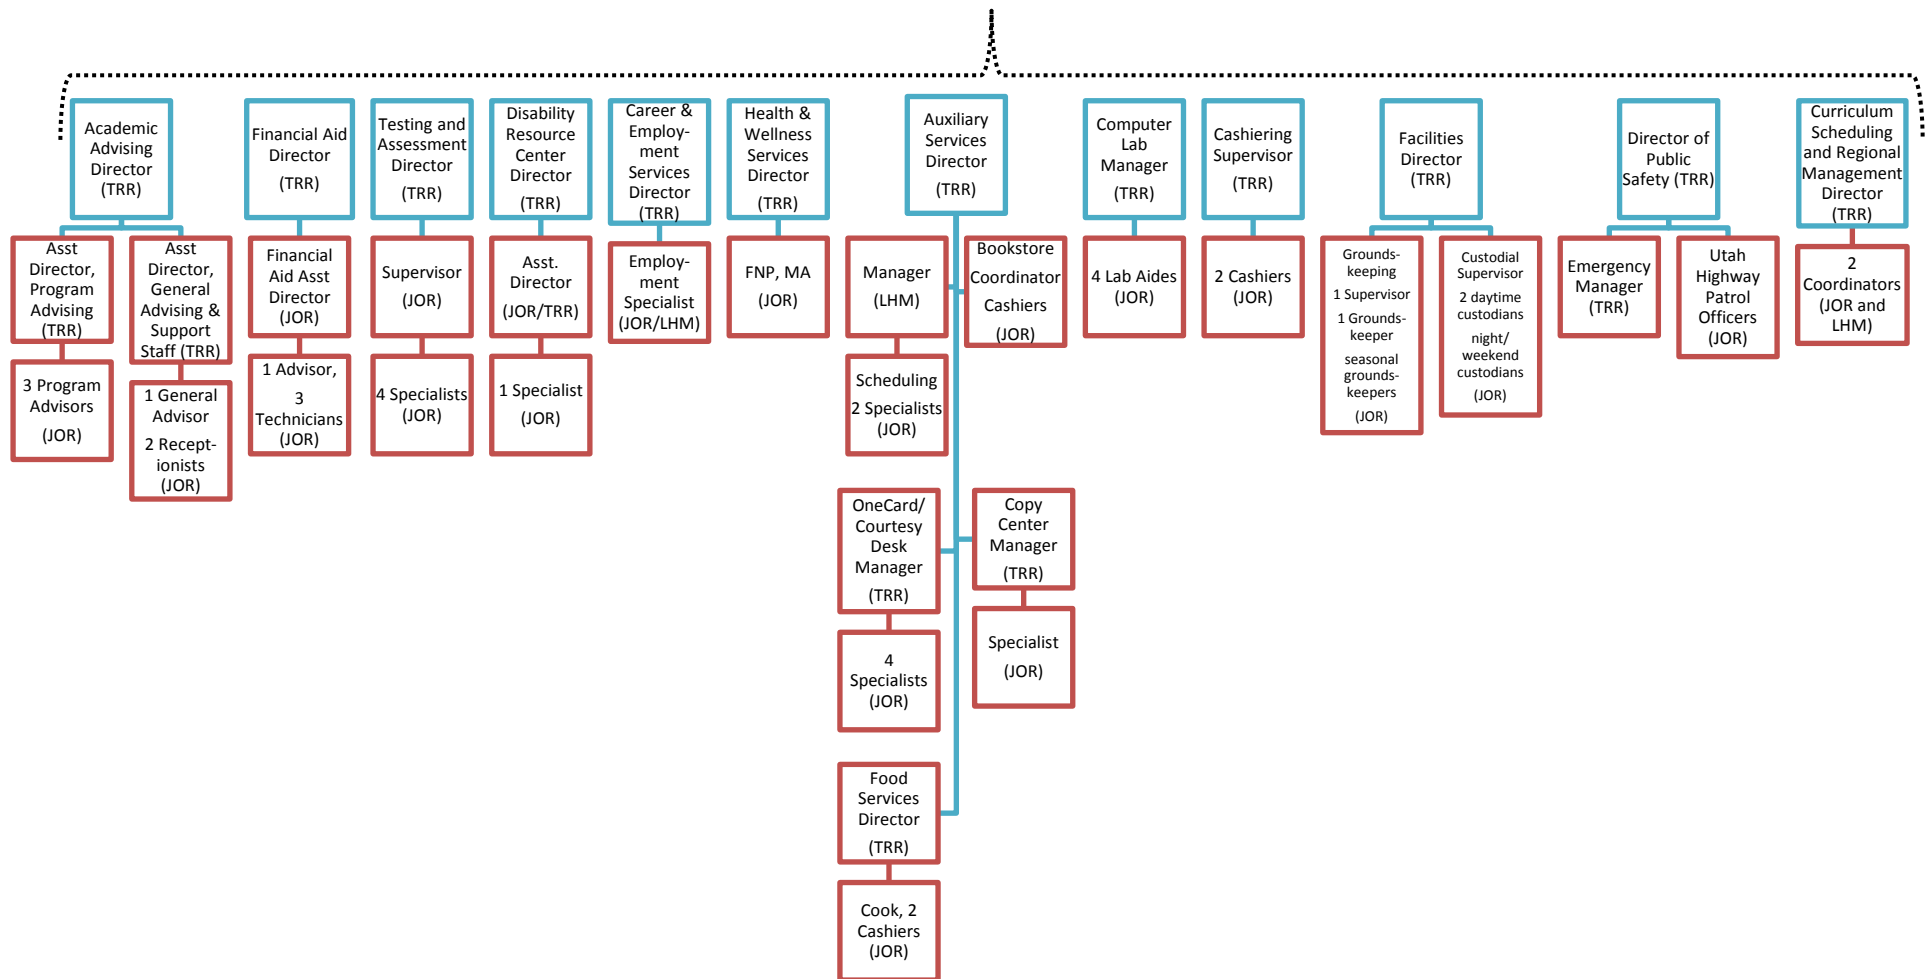 Academic
Advising
Director
(TRR)
Financial Aid
Director
(TRR)
Testing and
Assessment
Director
(TRR)
Disability
Resource
Center
Director
(TRR)
Career &
Employ-
ment
Services
Director
(TRR)
Health &
Wellness
Services
Director
(TRR)
Auxiliary
Services
Director
(TRR)
Computer
Lab
Manager
(TRR)
Cashiering
Supervisor
(TRR)
Facilities
Director
(TRR)
Director of
Public
Safety (TRR)
Curriculum
Scheduling
and Regional
Management
Director
(TRR)
Asst
Director,
Program
Advising
(TRR)
Asst
Director,
General
Advising &
Support
Staff (TRR)
Financial
Aid Asst
Director
(JOR)
Supervisor
(JOR)
Asst.
Director
(JOR/TRR)
Employ-
ment
Specialist
(JOR/LHM)
FNP, MA
(JOR)
Manager
(LHM)
Bookstore
Coordinator
Cashiers
(JOR)
4 Lab Aides
(JOR)
2 Cashiers
(JOR)
Grounds-
keeping
1 Supervisor
1 Grounds-
keeper
seasonal
grounds-
keepers
(JOR)
Custodial
Supervisor
2 daytime
custodians
night/
weekend
custodians
(JOR)
Emergency
Manager
(TRR)
Utah
Highway
Patrol
Officers
(JOR)
2
Coordinators
(JOR and
LHM)
3 Program
Advisors
(JOR)
1 General
Advisor
2 Recept-
ionists
(JOR)
1 Advisor,
3
Technicians
(JOR)
4 Specialists
(JOR)
1 Specialist
(JOR)
Scheduling
2 Specialists
(JOR)
OneCard/
Courtesy
Desk
Manager
(TRR)
Copy
Center
Manager
(TRR)
4
Specialists
(JOR)
Specialist
(JOR)
Food
Services
Director
(TRR)
Cook, 2
Cashiers
(JOR)